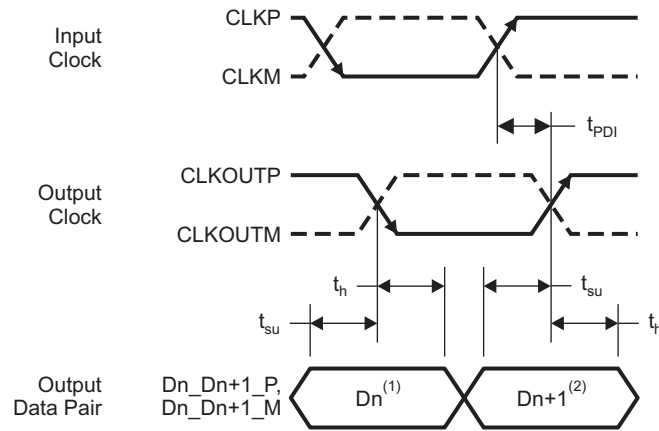 Input
Clock
CLKP
CLKM
t_PDI
Output
Clock
CLKOUTP
CLKOUTM
t_su
t_h
t_su
t_h
Output
Data Pair
Dn_Dn+1_P,
Dn_Dn+1_M
Dn(1)
Dn+1(2)